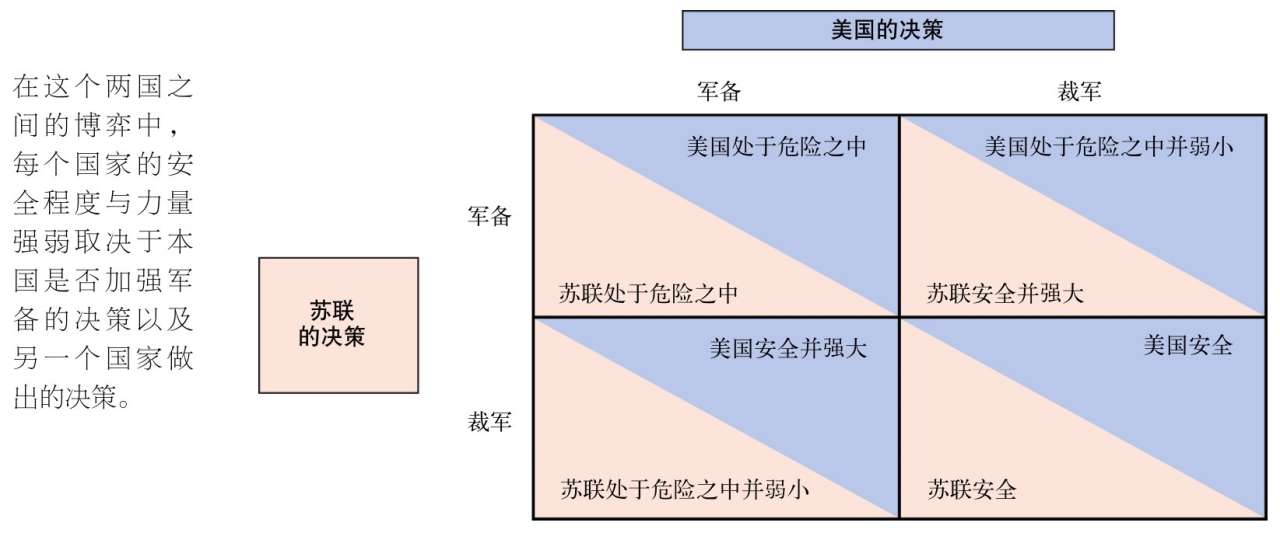 美国的决策
在这个两国之
间的博弈中，
每个国家的安
全程度与力量
强弱取决于本
国是否加强军
备的决策以及
另一个国家做
出的决策。
军备
裁军
美国处于危险之中
美国处于危险之中并弱小
军备
苏联处于危险之中
苏联安全并强大
苏联
的决策
美国安全并强大
美国安全
裁军
苏联处于危险之中并弱小
苏联安全